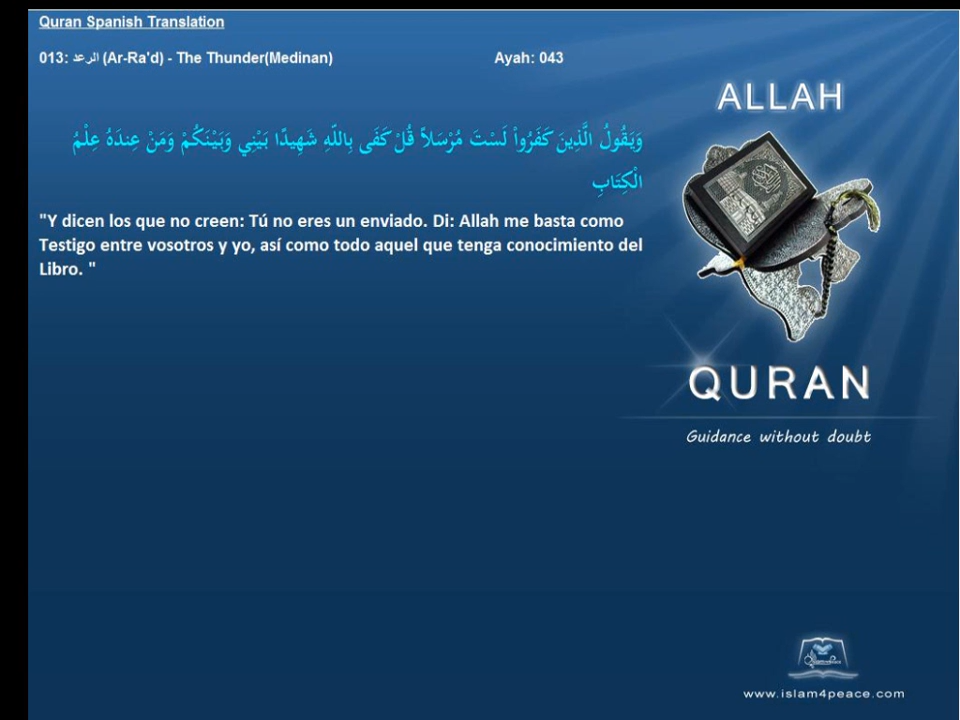 Quran Spanish Translation
013: الرعد (Ar-Ra'd) - The Thunder(Medinan) Ayah: 043
ALLAH
وَيَقُولُ الَّذِينَ كَفَرُواْ لَسْتَ مُرْسَلاً قُلْ كَفَى بِاللّهِ شَهِيدًا بَيْنِي وَبَيْنَكُمْ وَمَنْ عِندَهُ عِلْمُ
الْكِتَابِ
"Y dicen los que no creen: Tú no eres un enviado. Di: Allah me basta como
Testigo entre vosotros y yo, así como todo aquel que tenga conocimiento del
Libro. "
QURAN
Guidance without doubt
www.islam4peace.com